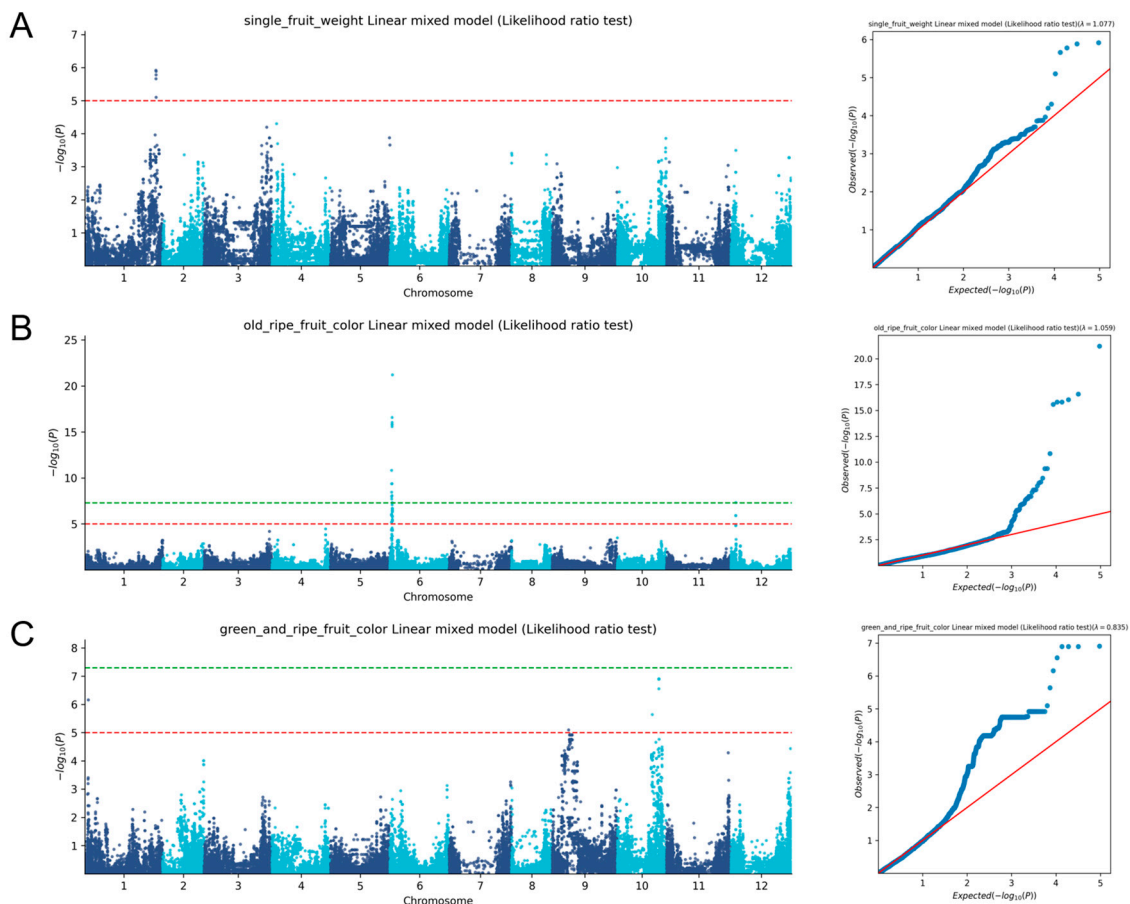 A
single_fruit_weight Linear mixed model (Likelihood ratio test)
7
6
5
4
3
2
1
−log10(P)
1 2 3 4 5 6 7 8 9 10 11 12
Chromosome
single_fruit_weight Linear mixed model (Likelihood ratio test)(λ = 1.077)
6
5
4
3
2
1
Observed(−log10(P))
1 2 3 4 5
Expected(−log10(P))
B
old_ripe_fruit_color Linear mixed model (Likelihood ratio test)
25
20
15
10
5
−log10(P)
1 2 3 4 5 6 7 8 9 10 11 12
Chromosome
old_ripe_fruit_color Linear mixed model (Likelihood ratio test)(λ = 1.059)
20.0
17.5
15.0
12.5
10.0
7.5
5.0
2.5
Observed(−log10(P))
1 2 3 4 5
Expected(−log10(P))
C
green_and_ripe_fruit_color Linear mixed model (Likelihood ratio test)
8
7
6
5
4
3
2
1
−log10(P)
1 2 3 4 5 6 7 8 9 10 11 12
Chromosome
green_and_ripe_fruit_color Linear mixed model (Likelihood ratio test)(λ = 0.835)
7
6
5
4
3
2
1
Observed(−log10(P))
1 2 3 4 5
Expected(−log10(P))